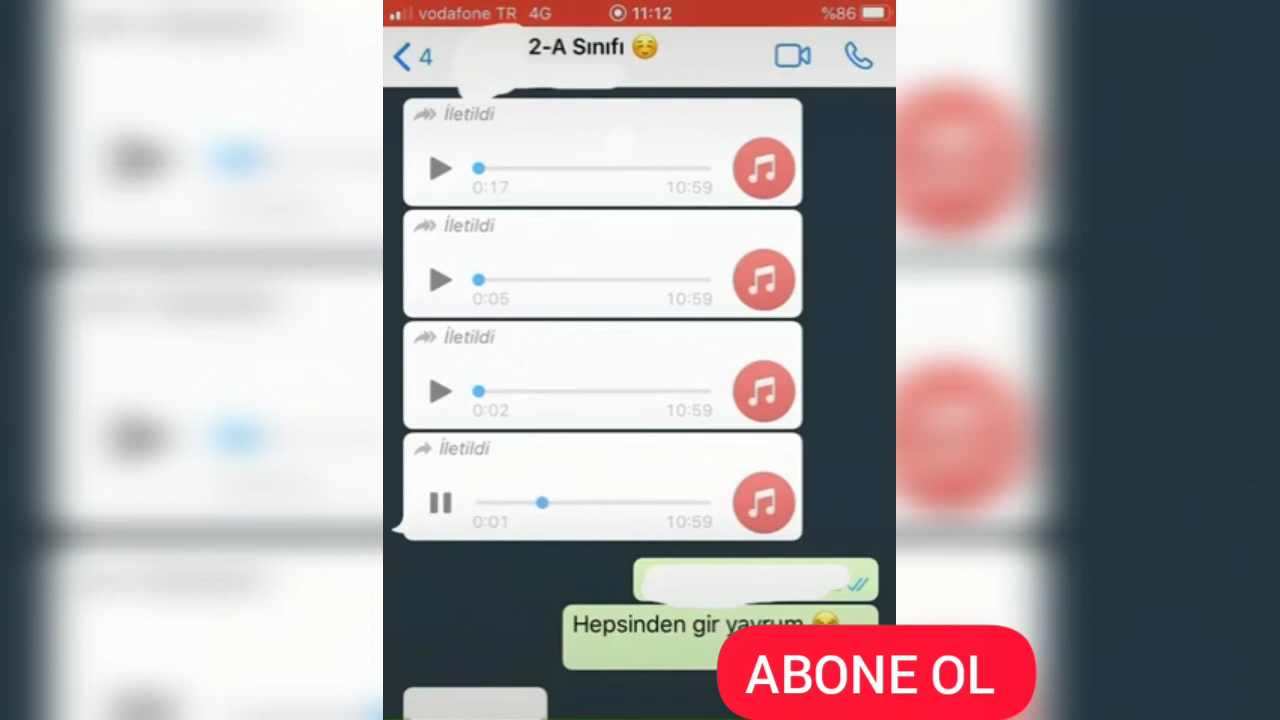 vodafone TR 4G 11:12 %86
4 2-A Sınıfı
İletildi
0:17 10:59
İletildi
0:05 10:59
İletildi
0:02 10:59
İletildi
0:01 10:59
Hepsinden gir yavrum
ABONE OL